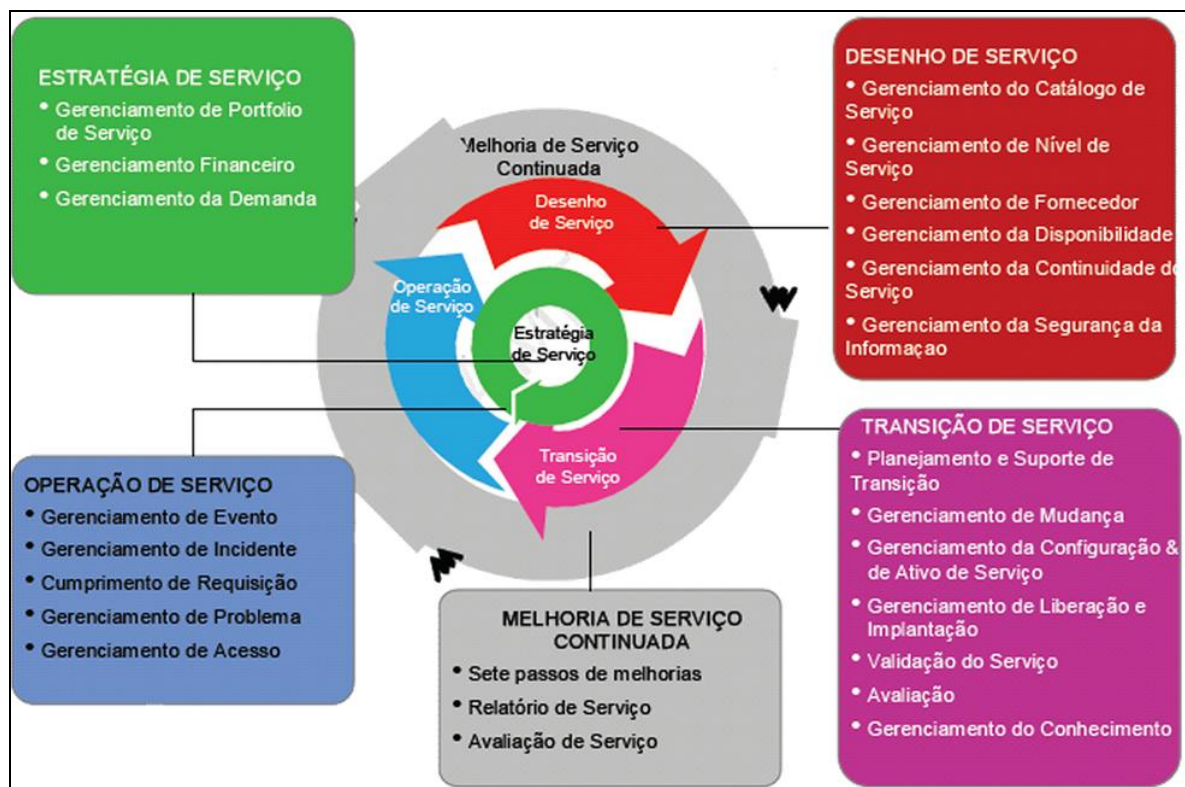 ESTRATÉGIA DE SERVIÇO
• Gerenciamento de Portfolio
de Serviço
• Gerenciamento Financeiro
• Gerenciamento da Demanda
DESENHO DE SERVIÇO
• Gerenciamento do Catálogo de
Serviço
• Gerenciamento de Nível de
Serviço
• Gerenciamento de Fornecedor
• Gerenciamento da Disponibilidade
• Gerenciamento da Continuidade do
Serviço
• Gerenciamento da Segurança da
Informaçao
Melhoria de Serviço
Continuada
Desenho
de Serviço
Operação
de Serviço
Estratégia
de Serviço
Transição
de Serviço
OPERAÇÃO DE SERVIÇO
• Gerenciamento de Evento
• Gerenciamento de Incidente
• Cumprimento de Requisição
• Gerenciamento de Problema
• Gerenciamento de Acesso
MELHORIA DE SERVIÇO
CONTINUADA
• Sete passos de melhorias
• Relatório de Serviço
• Avaliação de Serviço
TRANSIÇÃO DE SERVIÇO
• Planejamento e Suporte de
Transição
• Gerenciamento de Mudança
• Gerenciamento da Configuração &
de Ativo de Serviço
• Gerenciamento de Liberação e
Implantação
• Validação do Serviço
• Avaliação
• Gerenciamento do Conhecimento